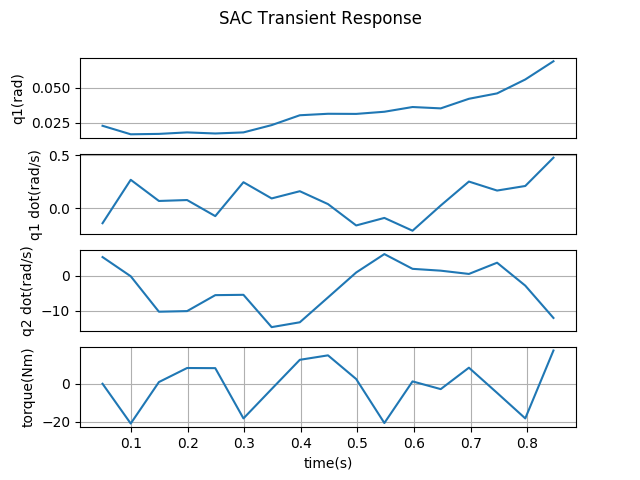 SAC Transient Response
q1(rad)
0.050
0.025
q1 dot(rad/s)
0.5
0.0
q2 dot(rad/s)
0
−10
torque(Nm)
0
−20
0.1 0.2 0.3 0.4 0.5 0.6 0.7 0.8
time(s)